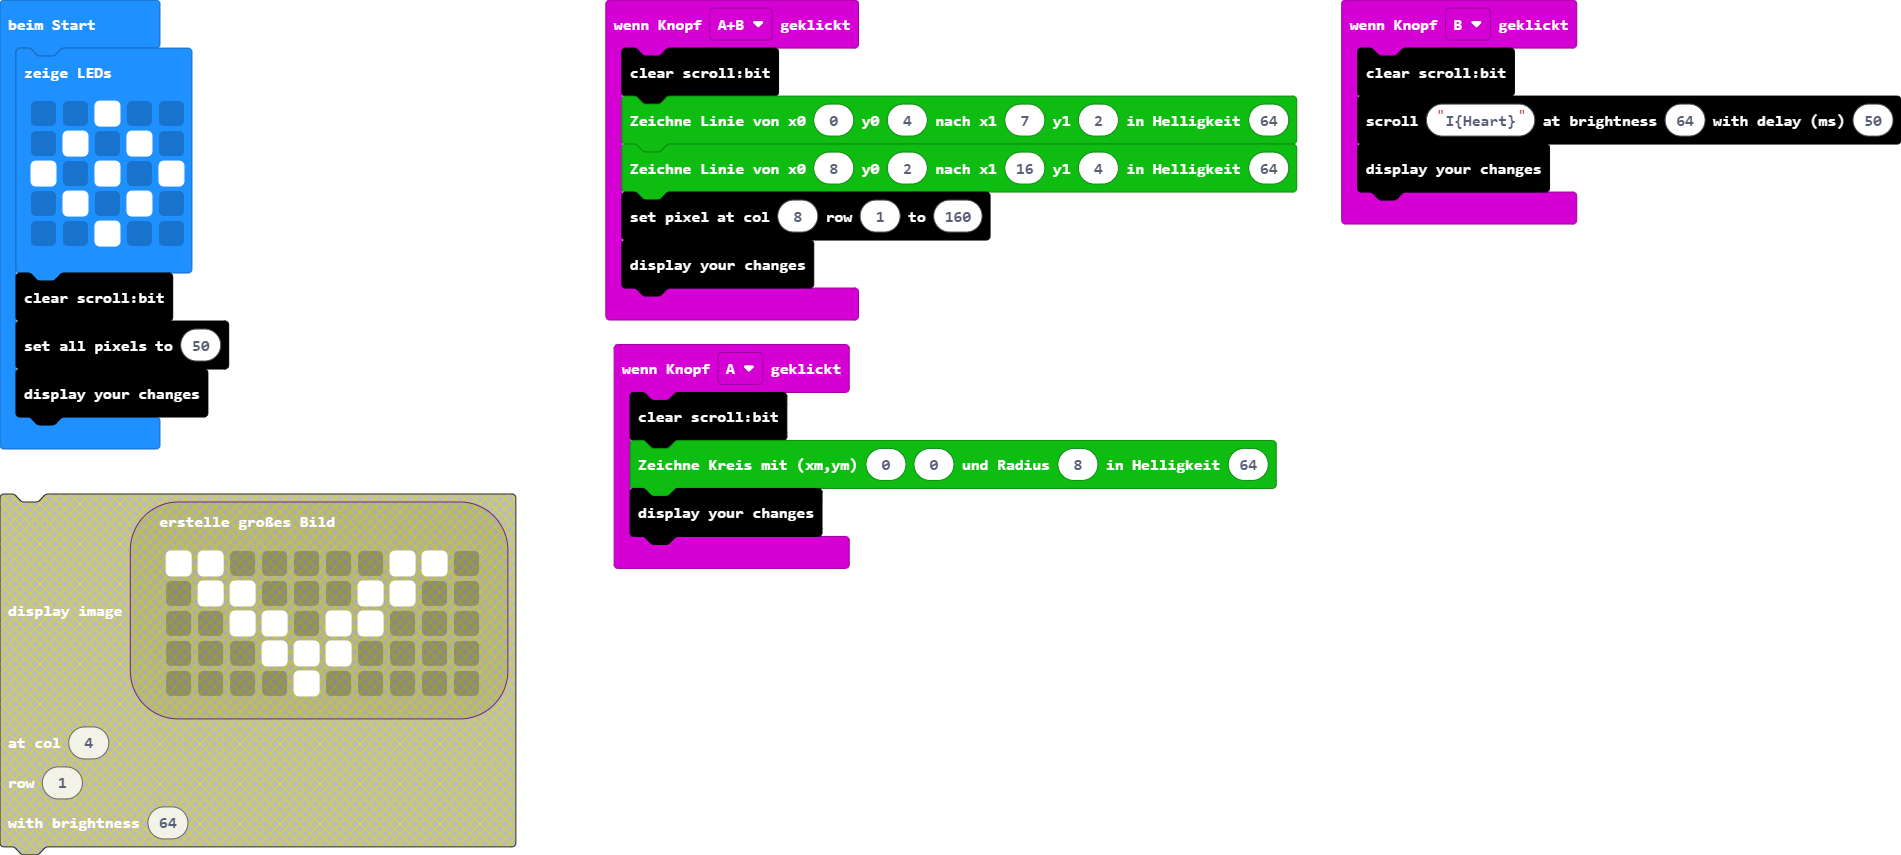 beim Start
zeige LEDs
clear scroll:bit
set all pixels to 50
display your changes
display image
erstelle großes Bild
at col 4
row 1
with brightness 64
wenn Knopf A+B geklickt
clear scroll:bit
Zeichne Linie von x0 0 y0 4 nach x1 7 y1 2 in Helligkeit 64
Zeichne Linie von x0 8 y0 2 nach x1 16 y1 4 in Helligkeit 64
set pixel at col 8 row 1 to 160
display your changes
wenn Knopf A geklickt
clear scroll:bit
Zeichne Kreis mit (xm,ym) 0 0 und Radius 8 in Helligkeit 64
display your changes
wenn Knopf B geklickt
clear scroll:bit
scroll "I{Heart}" at brightness 64 with delay (ms) 50
display your changes